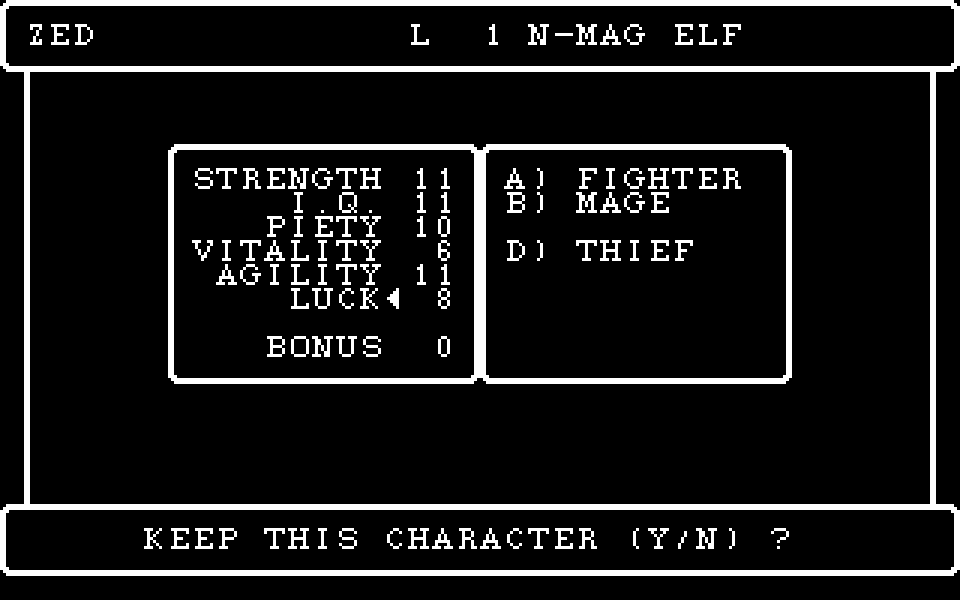 ZED L 1 N-MAG ELF
STRENGTH 11
I.Q. 11
PIETY 10
VITALITY 6
AGILITY 11
LUCK 8
BONUS 0
A) FIGHTER
B) MAGE
D) THIEF
KEEP THIS CHARACTER (Y/N) ?